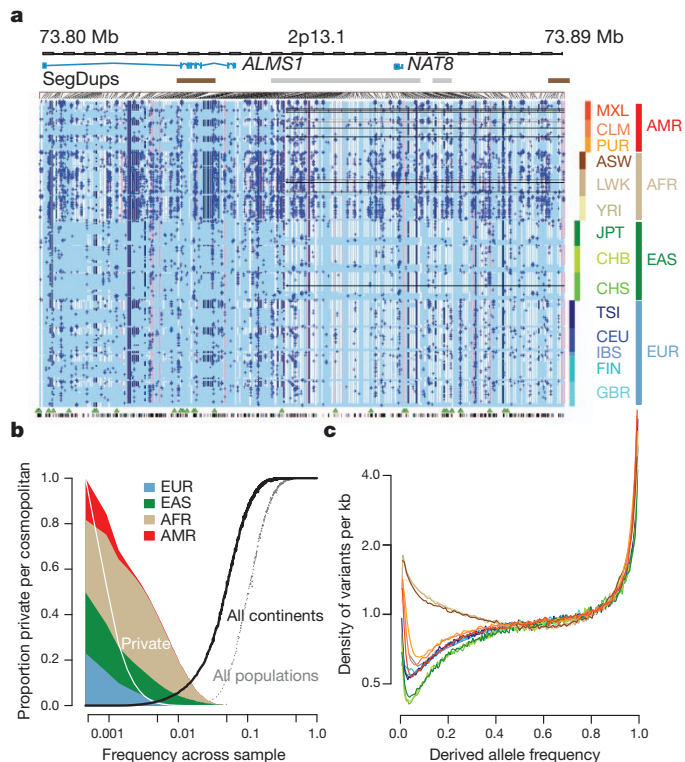 a
73.80 Mb 2p13.1 73.89 Mb
ALMS1 NAT8
SegDups
MXL
CLM
PUR
AMR
ASW
LWK
YRI
AFR
JPT
CHB
CHS
EAS
TSI
CEU
IBS
FIN
GBR
EUR
b
Proportion private per cosmopolitan
1.0
0.8
0.6
0.4
0.2
0.0
EUR
EAS
AFR
AMR
Private
All continents
All populations
0.001 0.01 0.1 1.0
Frequency across sample
c
Density of variants per kb
4.0
2.0
1.0
0.5
0.0 0.2 0.4 0.6 0.8 1.0
Derived allele frequency